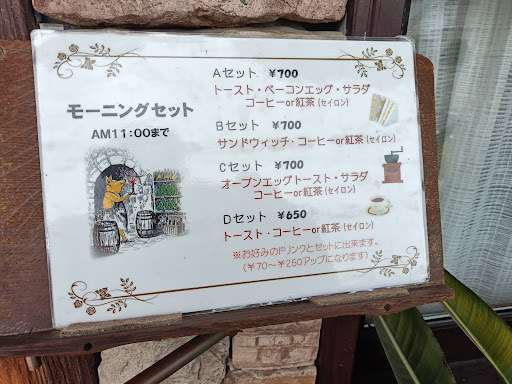 モーニングセット
AM11:00まで
Aセット ¥700
トースト・ベーコンエッグ・サラダ
コーヒーor紅茶(セイロン)
Bセット ¥700
サンドウィッチ・コーヒーor紅茶(セイロン)
Cセット ¥700
オープンエッグトースト・サラダ
コーヒーor紅茶(セイロン)
Dセット ¥650
トースト・コーヒーor紅茶(セイロン)
※お好みのドリンクとセットに出来ます。
(¥70～¥250アップになります)